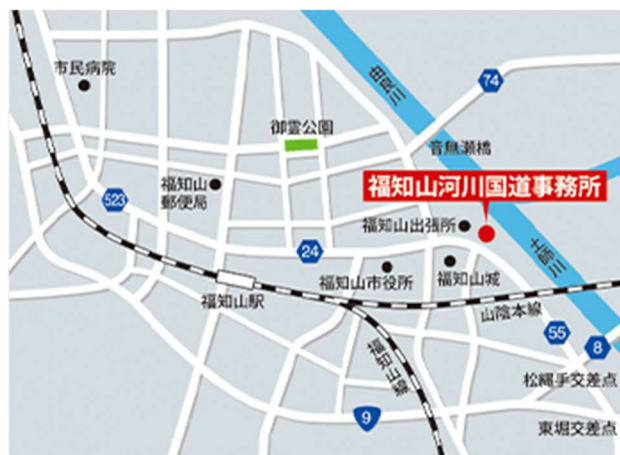 市民病院
由良川
74
御霊公園
音無瀬橋
福知山河川国道事務所
福知山
郵便局
523
福知山出張所
24
土師川
福知山市役所
福知山城
福知山駅
山陰本線
55
8
福知山線
松縄手交差点
9
東堀交差点